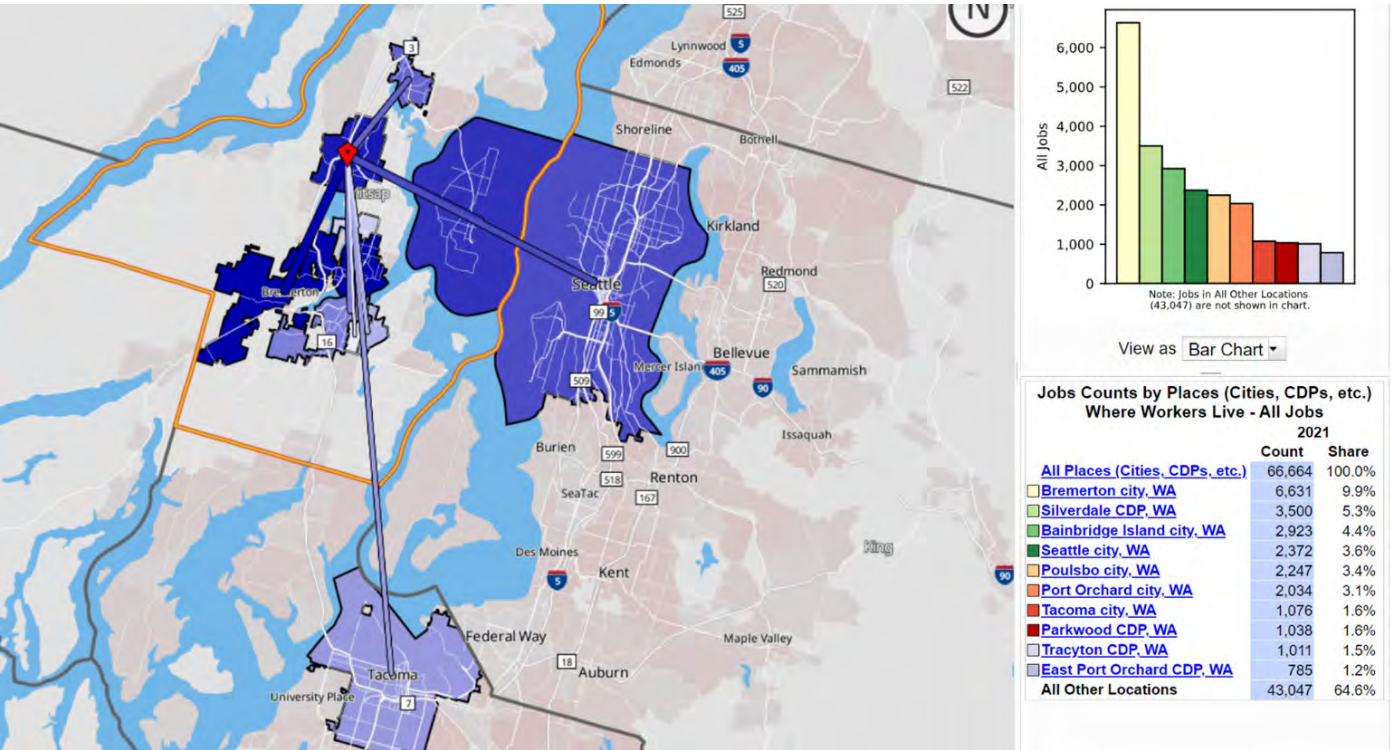 N
525
3
Lynnwood
5
Edmonds
405
522
Shoreline
Bothell
Kitsap
Kirkland
Redmond
520
Seattle
Bremerton
99
5
16
Bellevue
405
Sammamish
Mercer Islan
90
509
Issaquah
Burien
599
900
518
Renton
SeaTac
167
King
Des Moines
5
Kent
90
Federal Way
Maple Valley
18
Auburn
Tacoma
University Place
7
All Jobs
6,000
5,000
4,000
3,000
2,000
1,000
0
Note: Jobs in All Other Locations
(43,047) are not shown in chart.
View as Bar Chart
Jobs Counts by Places (Cities, CDPs, etc.)
Where Workers Live - All Jobs
2021
Count Share
All Places (Cities, CDPs, etc.) 66,664 100.0%
Bremerton city, WA 6,631 9.9%
Silverdale CDP, WA 3,500 5.3%
Bainbridge Island city, WA 2,923 4.4%
Seattle city, WA 2,372 3.6%
Poulsbo city, WA 2,247 3.4%
Port Orchard city, WA 2,034 3.1%
Tacoma city, WA 1,076 1.6%
Parkwood CDP, WA 1,038 1.6%
Tracyton CDP, WA 1,011 1.5%
East Port Orchard CDP, WA 785 1.2%
All Other Locations 43,047 64.6%